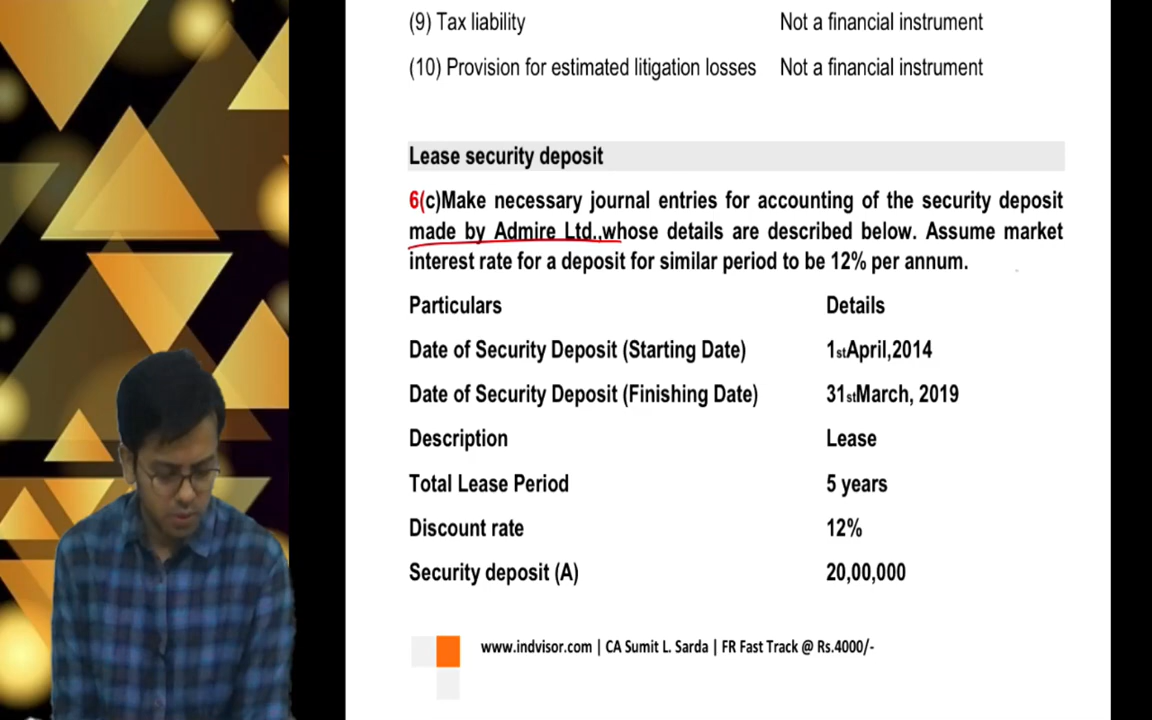 (9) Tax liability Not a financial instrument
(10) Provision for estimated litigation losses Not a financial instrument
Lease security deposit
6(c)Make necessary journal entries for accounting of the security deposit
made by Admire Ltd.,whose details are described below. Assume market
interest rate for a deposit for similar period to be 12% per annum.
Particulars Details
Date of Security Deposit (Starting Date) 1stApril,2014
Date of Security Deposit (Finishing Date) 31stMarch, 2019
Description Lease
Total Lease Period 5 years
Discount rate 12%
Security deposit (A) 20,00,000
www.indvisor.com | CA Sumit L. Sarda | FR Fast Track @ Rs.4000/-